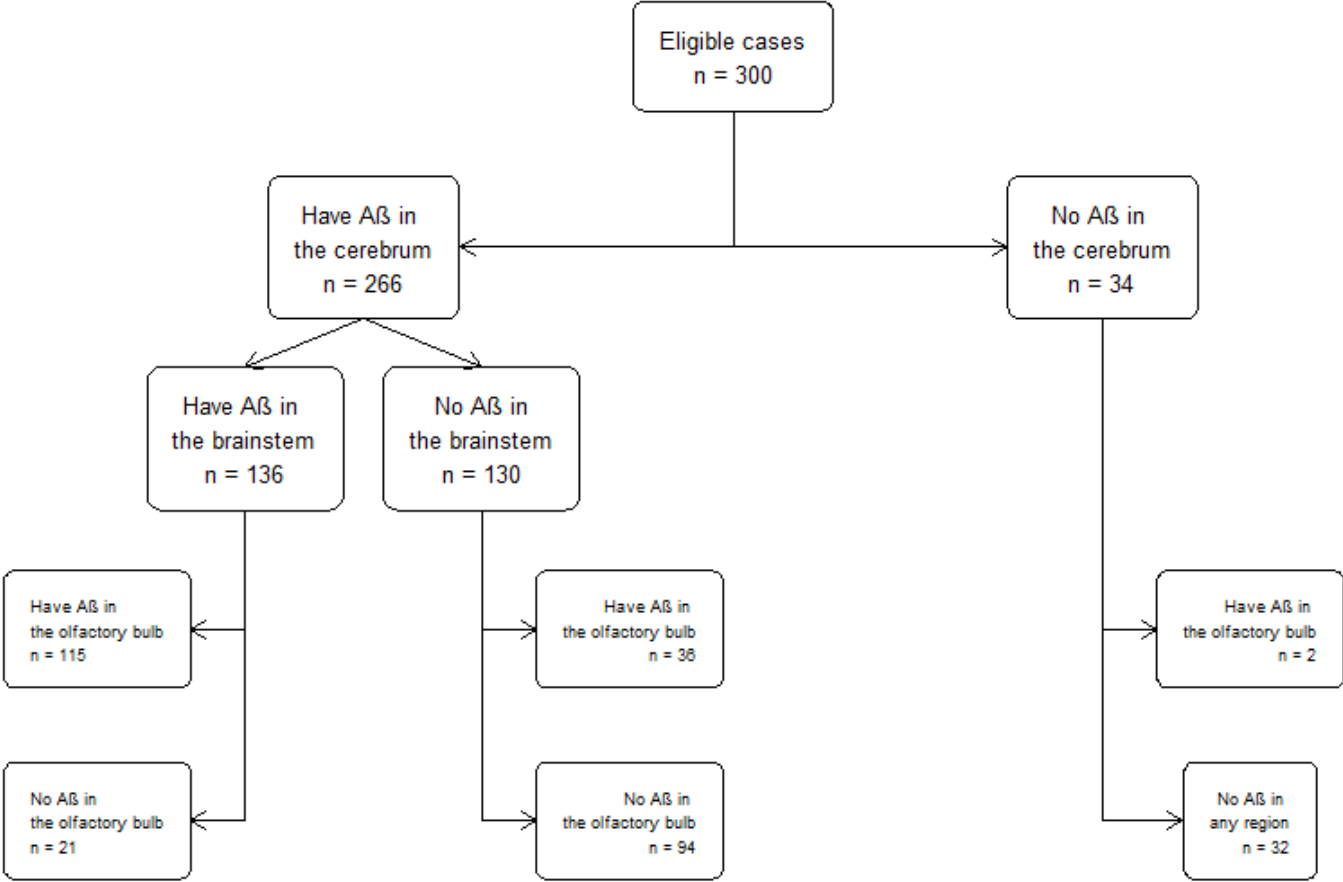 Eligible cases
n = 300
Have Aß in
the cerebrum
n = 266
No Aß in
the cerebrum
n = 34
Have Aß in
the brainstem
n = 136
No Aß in
the brainstem
n = 130
Have Aß in
the olfactory bulb
n = 115
Have Aß in
the olfactory bulb
n = 36
Have Aß in
the olfactory bulb
n = 2
No Aß in
the olfactory bulb
n = 21
No Aß in
the olfactory bulb
n = 94
No Aß in
any region
n = 32